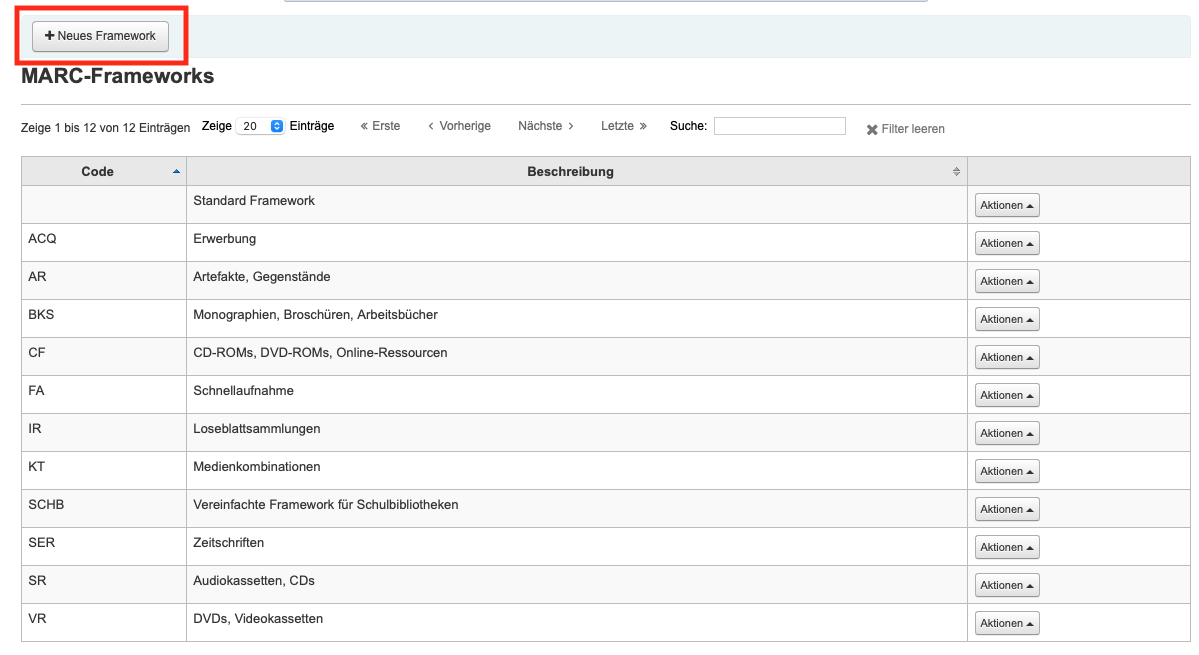 Neues Framework
MARC-Frameworks
Zeige 1 bis 12 von 12 Einträgen Zeige 20 Einträge « Erste ‹ Vorherige Nächste › Letzte » Suche: Filter leeren
Code Beschreibung
Standard Framework Aktionen
ACQ Erwerbung Aktionen
AR Artefakte, Gegenstände Aktionen
BKS Monographien, Broschüren, Arbeitsbücher Aktionen
CF CD-ROMs, DVD-ROMs, Online-Ressourcen Aktionen
FA Schnellaufnahme Aktionen
IR Loseblattsammlungen Aktionen
KT Medienkombinationen Aktionen
SCHB Vereinfachte Framework für Schulbibliotheken Aktionen
SER Zeitschriften Aktionen
SR Audiokassetten, CDs Aktionen
VR DVDs, Videokassetten Aktionen